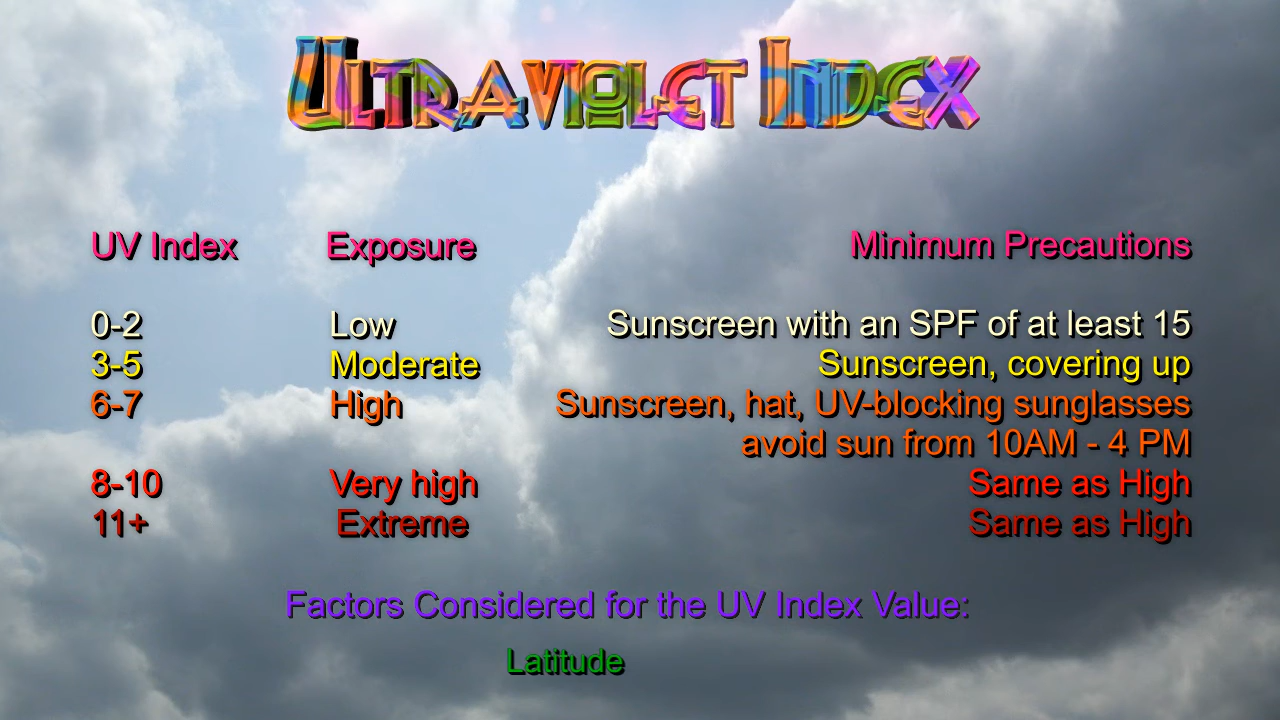 Ultraviolet Index
UV Index Exposure Minimum Precautions
0-2 Low Sunscreen with an SPF of at least 15
3-5 Moderate Sunscreen, covering up
6-7 High Sunscreen, hat, UV-blocking sunglasses
avoid sun from 10AM - 4 PM
8-10 Very high Same as High
11+ Extreme Same as High
Factors Considered for the UV Index Value:
Latitude